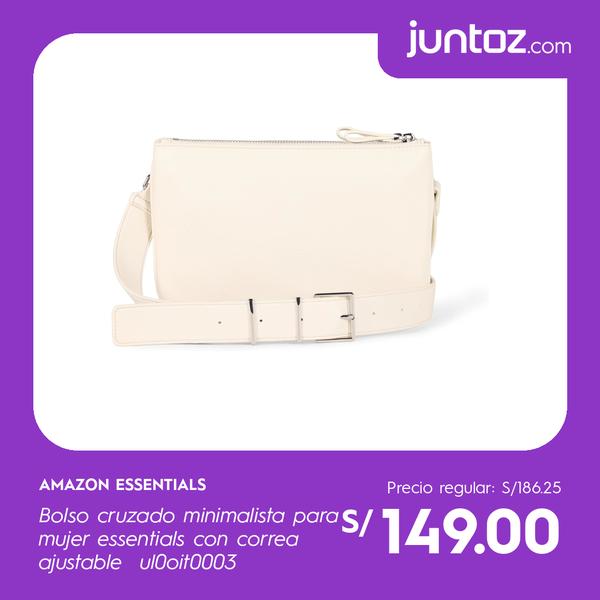 juntoz.com
AMAZON ESSENTIALS
Bolso cruzado minimalista para
mujer essentials con correa
ajustable ul0oit0003
Precio regular: S/186.25
S/ 149.00